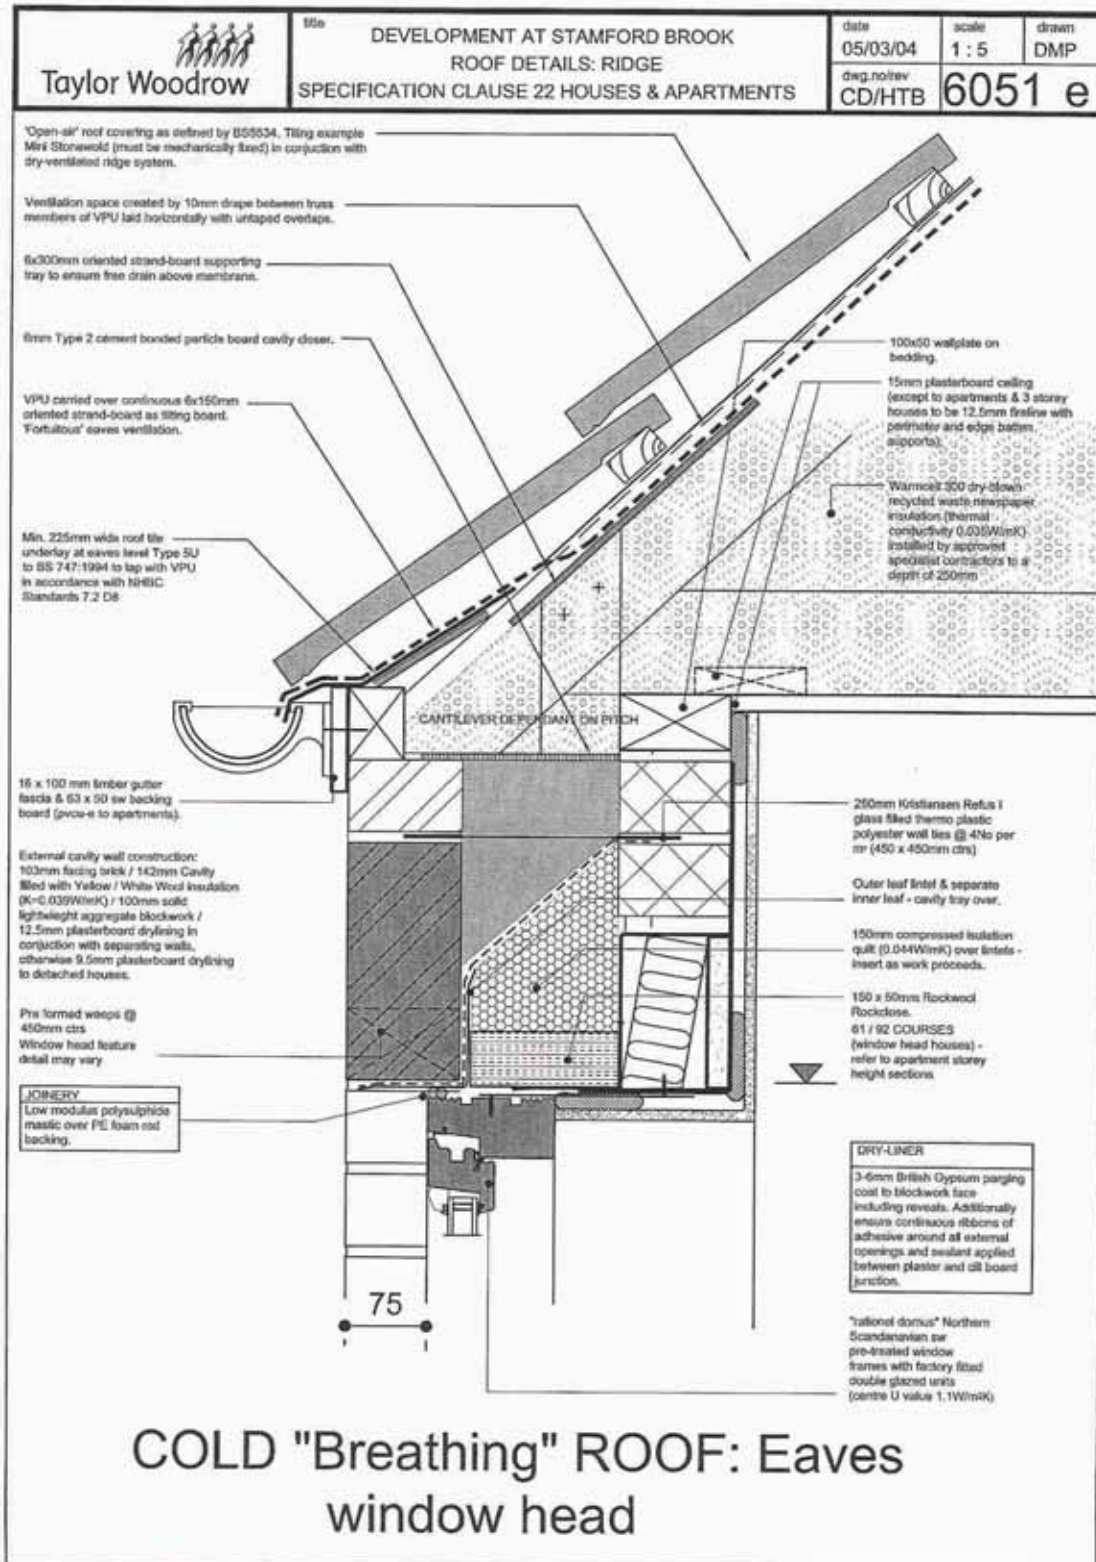 Taylor Woodrow
title
DEVELOPMENT AT STAMFORD BROOK
ROOF DETAILS: RIDGE
SPECIFICATION CLAUSE 22 HOUSES & APARTMENTS
date
05/03/04
scale
1 : 5
drawn
DMP
dwg.no/rev
CD/HTB
6051 e
'Open-air' roof covering as defined by BS5534. Tiling example
Mini Stonewold (must be mechanically fixed) in conjuction with
dry-ventilated ridge system.
Ventilation space created by 10mm drape between truss
members of VPU laid horizontally with untaped overlaps.
6x300mm oriented strand-board supporting
tray to ensure free drain above membrane.
6mm Type 2 cement bonded particle board cavity closer.
VPU carried over continuous 6x150mm
oriented strand-board as tilting board.
'Fortuitous' eaves ventilation.
Min. 225mm wide roof tile
underlay at eaves level Type 5U
to BS 747:1994 to lap with VPU
in accordance with NHBC
Standards 7.2 D8
100x50 wallplate on
bedding.
15mm plasterboard ceiling
(except to apartments & 3 storey
houses to be 12.5mm fireline with
perimeter and edge batten
supports).
Warmcell 300 dry-blown
recycled waste newspaper
insulation (thermal
conductivity 0.035W/mK)
installed by approved
specialist contractors to a
depth of 250mm
CANTILEVER DEPENDANT ON PITCH
16 x 100 mm timber gutter
fascia & 63 x 50 sw backing
board (pvcu-e to apartments).
External cavity wall construction:
103mm facing brick / 142mm Cavity
filled with Yellow / White Wool insulation
(K=0.039W/mK) / 100mm solid
lightwieght aggregate blockwork /
12.5mm plasterboard drylining in
conjuction with separating walls,
otherwise 9.5mm plasterboard drylining
to detached houses.
Pre formed weeps @
450mm ctrs
Window head feature
detail may vary
JOINERY
Low modulus polysulphide
mastic over PE foam rod
backing.
250mm Kristiansen Refus I
glass filled thermo plastic
polyester wall ties @ 4No per
m² (450 x 450mm ctrs)
Outer leaf lintel & separate
inner leaf - cavity tray over.
150mm compressed isulation
quilt (0.044W/mK) over lintels -
insert as work proceeds.
150 x 50mm Rockwool
Rockclose.
61 / 92 COURSES
(window head houses) -
refer to apartment storey
height sections
DRY-LINER
3-6mm British Gypsum parging
coat to blockwork face
including reveals. Additionally
ensure continuous ribbons of
adhesive around all external
openings and sealant applied
between plaster and cill board
junction.
75
"rationel domus" Northern
Scandanavian sw
pre-treated window
frames with factory fitted
double glazed units
(centre U value 1.1W/m²K)
COLD "Breathing" ROOF: Eaves
window head